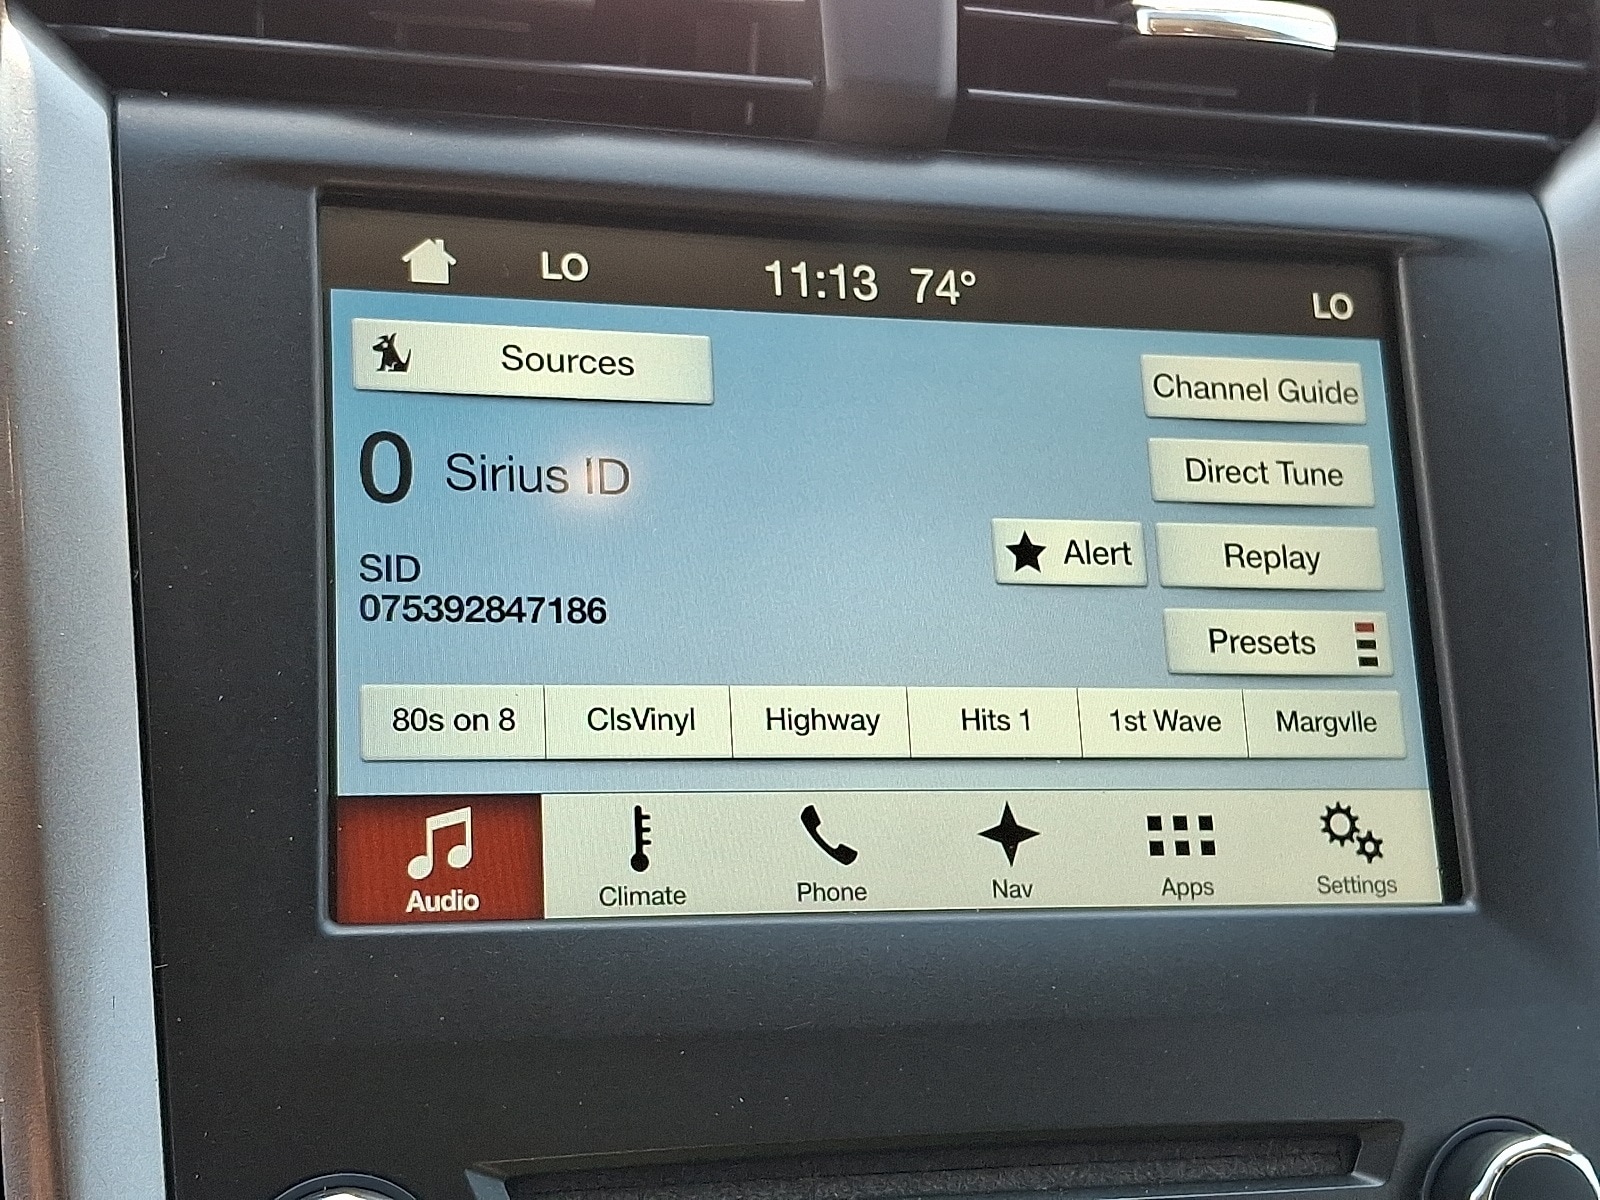 LO 11:13 74° LO
Sources
Channel Guide
0 Sirius ID
Direct Tune
Alert
Replay
SID
075392847186
Presets
80s on 8 ClsVinyl Highway Hits 1 1st Wave Margvlle
Audio Climate Phone Nav Apps Settings